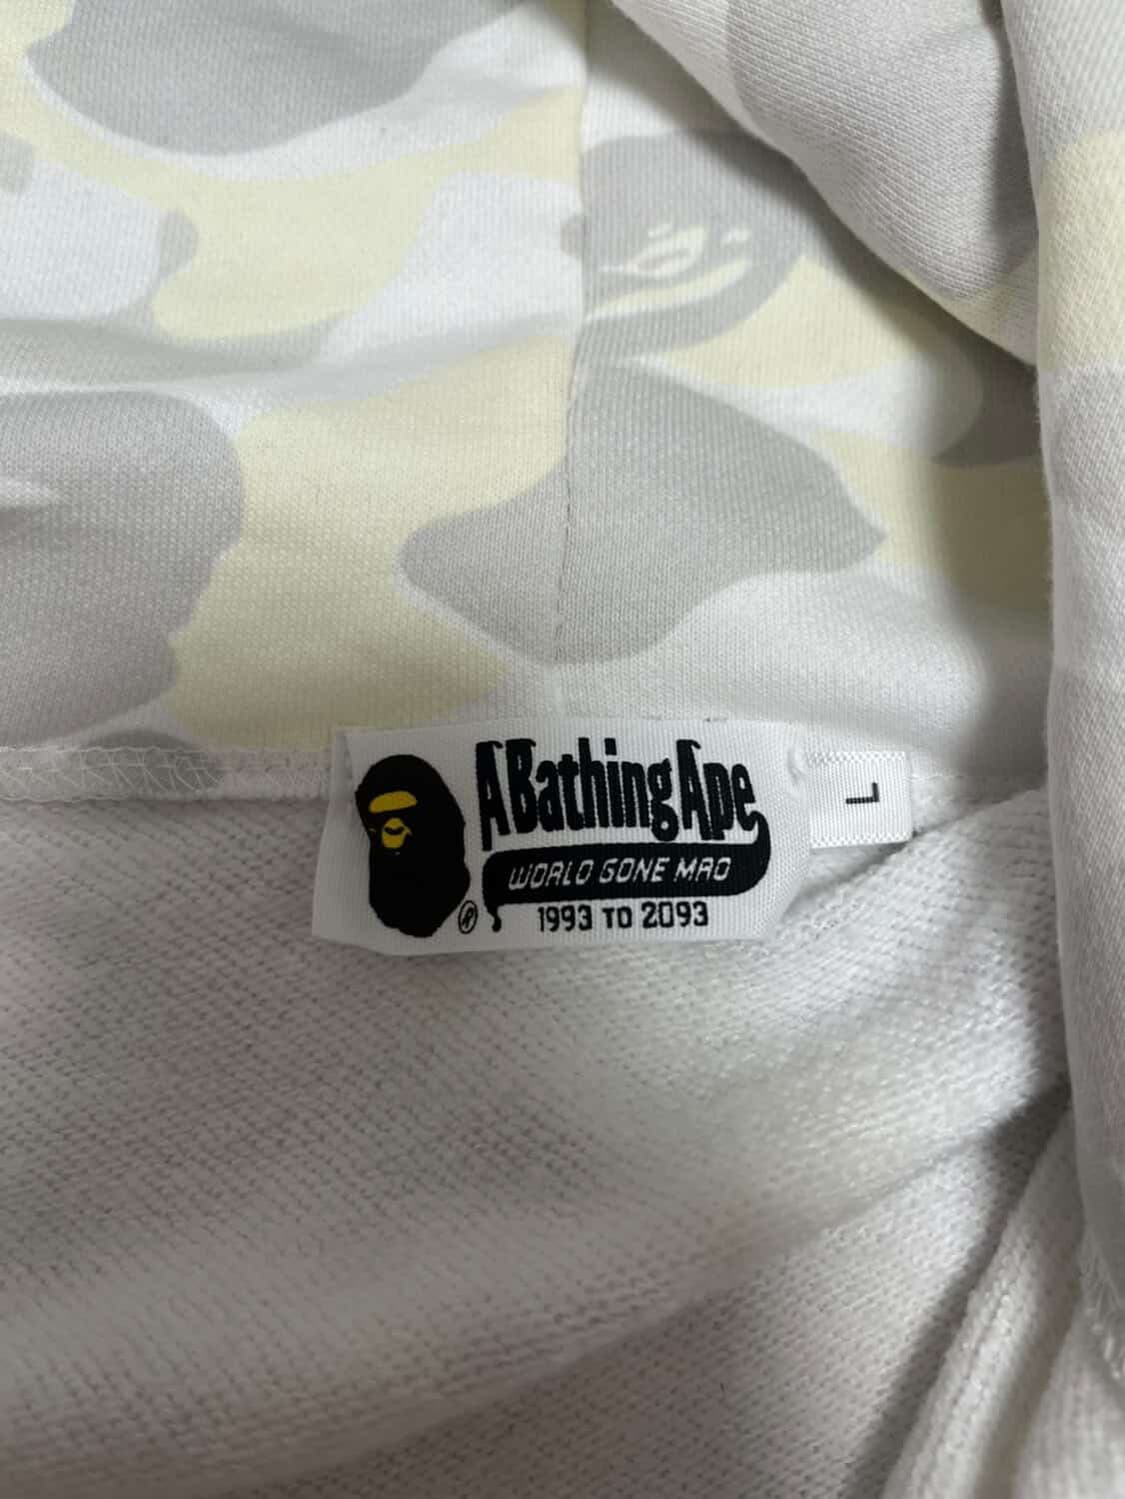 A Bathing Ape
WORLD GONE MAD
1993 TO 2093
L